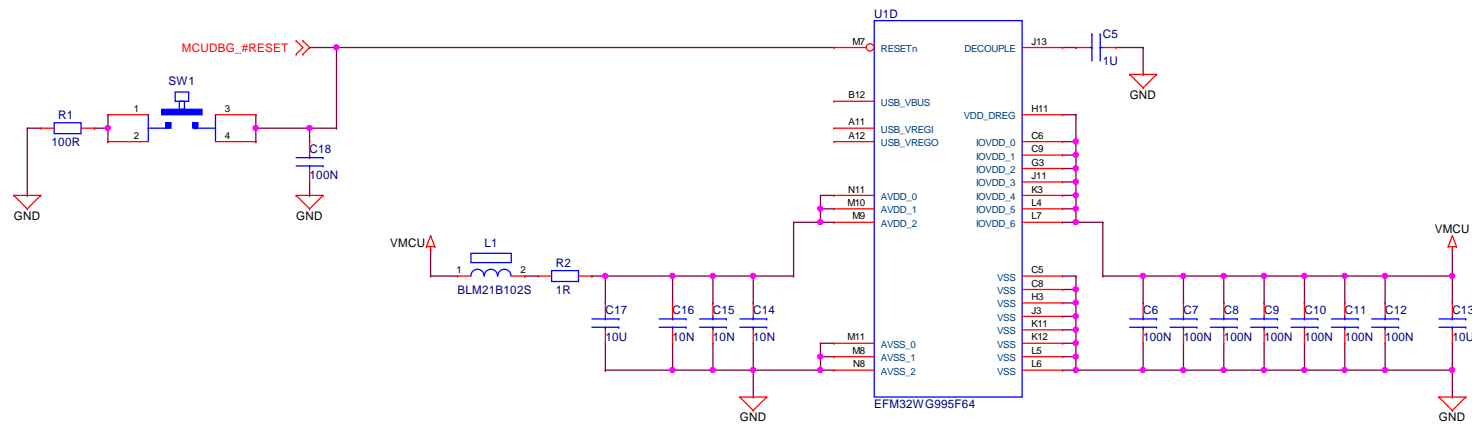 U1D
MCUDBG_#RESET
M7
RESETn
DECOUPLE
J13
C5
1U
GND
SW1
R1
100R
1
2
3
4
C18
100N
GND
GND
B12
USB_VBUS
A11
USB_VREGI
A12
USB_VREGO
H11
VDD_DREG
C6
IOVDD_0
C9
IOVDD_1
G3
IOVDD_2
J11
IOVDD_3
K3
IOVDD_4
L4
IOVDD_5
L7
IOVDD_6
N11
AVDD_0
M10
AVDD_1
M9
AVDD_2
VMCU
L1
1
2
BLM21B102S
R2
1R
C17
10U
C16
10N
C15
10N
C14
10N
M11
AVSS_0
M8
AVSS_1
N8
AVSS_2
GND
C5
VSS
C8
VSS
H3
VSS
J3
VSS
K11
VSS
K12
VSS
L5
VSS
L6
VSS
EFM32WG995F64
VMCU
C6
100N
C7
100N
C8
100N
C9
100N
C10
100N
C11
100N
C12
100N
C13
10U
GND